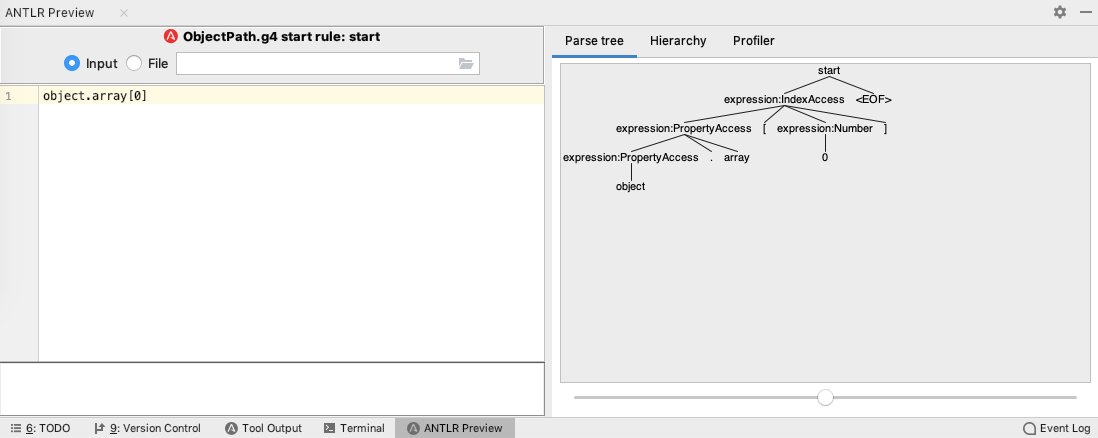 ANTLR Preview
ObjectPath.g4 start rule: start
Input File
1 object.array[0]
Parse tree Hierarchy Profiler
start
expression:IndexAccess <EOF>
expression:PropertyAccess [ expression:Number ]
expression:PropertyAccess . array 0
object
6: TODO 9: Version Control Tool Output Terminal ANTLR Preview Event Log